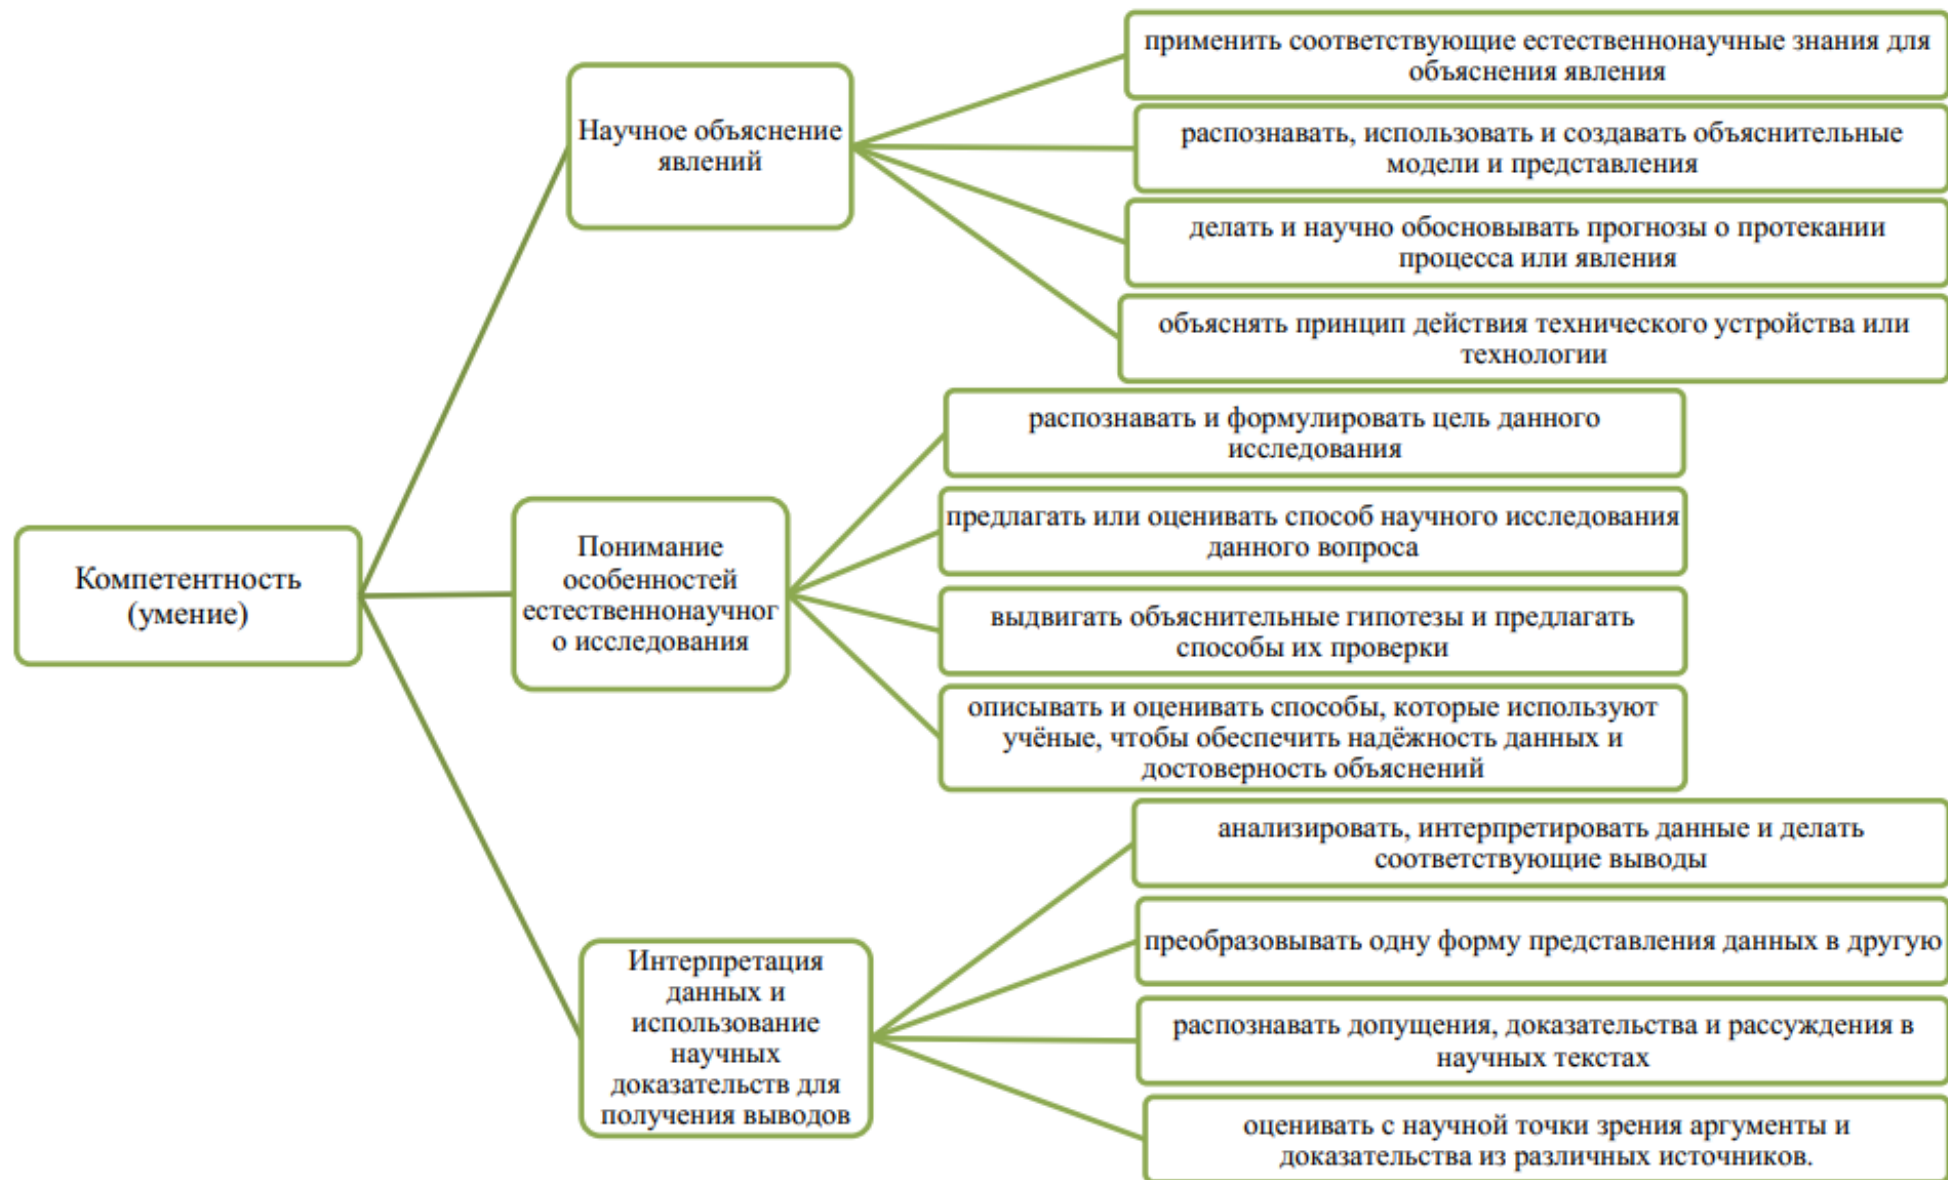 применить соответствующие естественнонаучные знания для
объяснения явления
Научное объяснение
явлений
распознавать, использовать и создавать объяснительные
модели и представления
делать и научно обосновывать прогнозы о протекании
процесса или явления
объяснять принцип действия технического устройства или
технологии
Компетентность
(умение)
Понимание
особенностей
естественнонаучног
о исследования
распознавать и формулировать цель данного
исследования
предлагать или оценивать способ научного исследования
данного вопроса
выдвигать объяснительные гипотезы и предлагать
способы их проверки
описывать и оценивать способы, которые используют
учёные, чтобы обеспечить надёжность данных и
достоверность объяснений
Интерпретация
данных и
использование
научных
доказательств для
получения выводов
анализировать, интерпретировать данные и делать
соответствующие выводы
преобразовывать одну форму представления данных в другую
распознавать допущения, доказательства и рассуждения в
научных текстах
оценивать с научной точки зрения аргументы и
доказательства из различных источников.